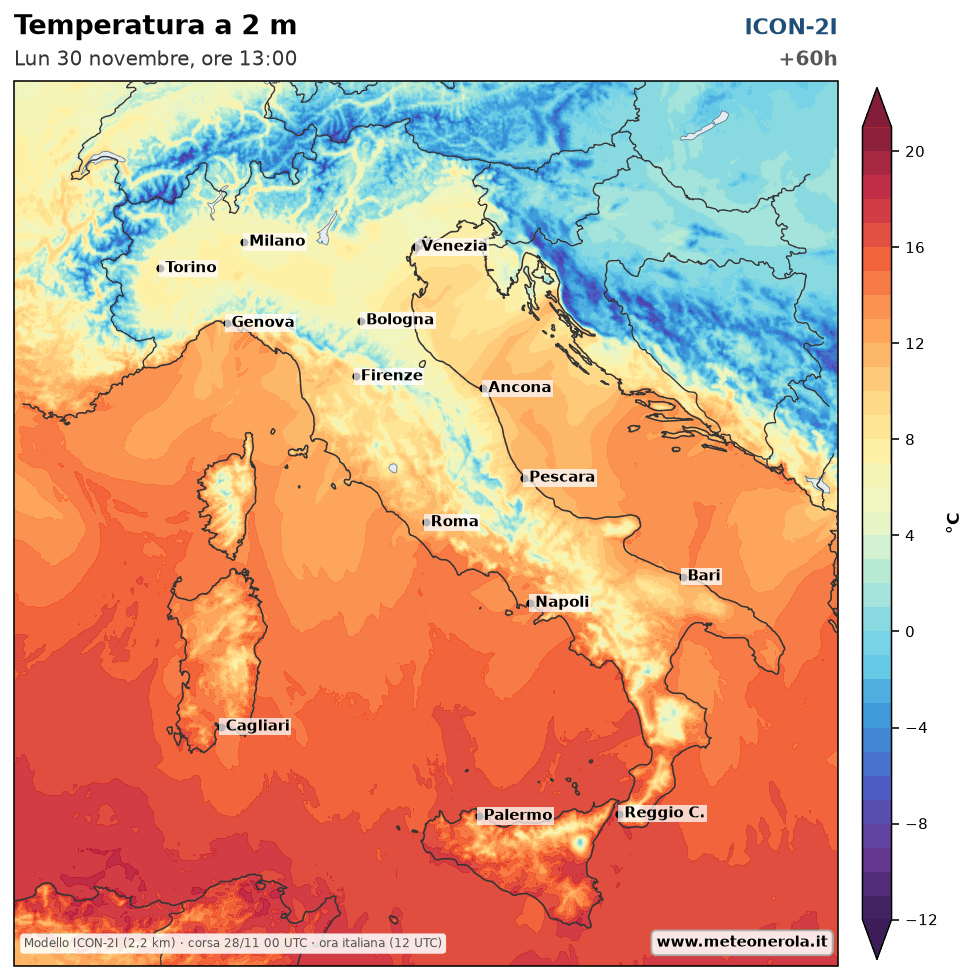 Temperatura a 2 m
ICON-2I
Lun 30 novembre, ore 13:00
+60h
20
16
12
8
4
0
−4
−8
−12
°C
Milano
Venezia
Torino
Genova
Bologna
Firenze
Ancona
Pescara
Roma
Bari
Napoli
Cagliari
Palermo
Reggio C.
Modello ICON-2I (2,2 km) · corsa 28/11 00 UTC · ora italiana (12 UTC)
www.meteonerola.it